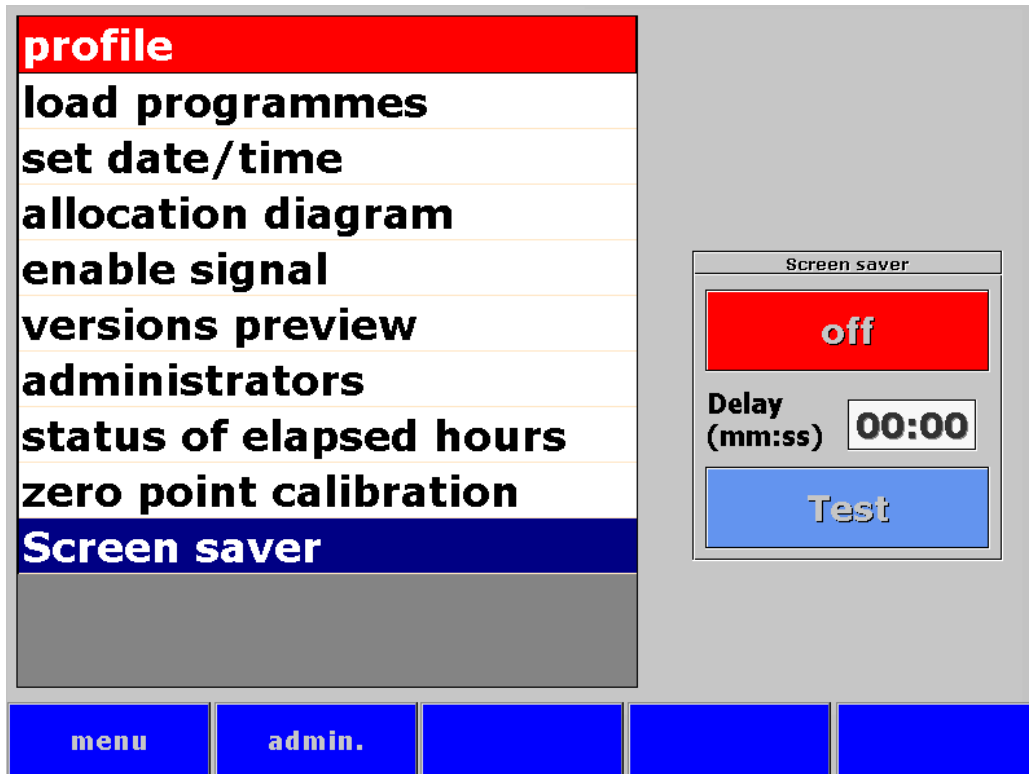 profile
load programmes
set date/time
allocation diagram
enable signal
versions preview
administrators
status of elapsed hours
zero point calibration
Screen saver
Screen saver
off
Delay
(mm:ss)
00:00
Test
menu
admin.